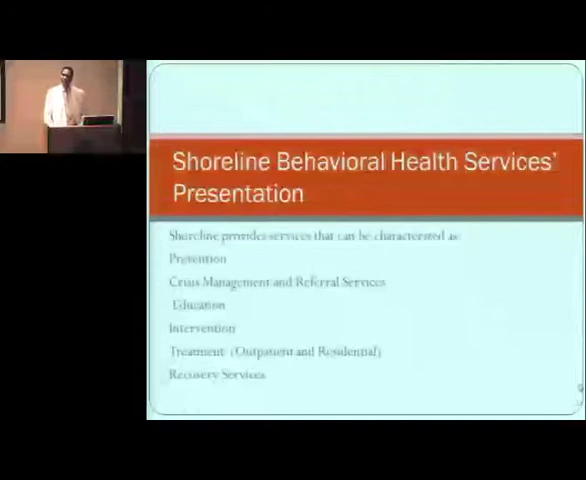 Shoreline Behavioral Health Services'
Presentation
Shoreline provides services that can be characterized as
Prevention
Crisis Management and Referral Services
Education
Intervention
Treatment (Outpatient and Residential)
Recovery Services